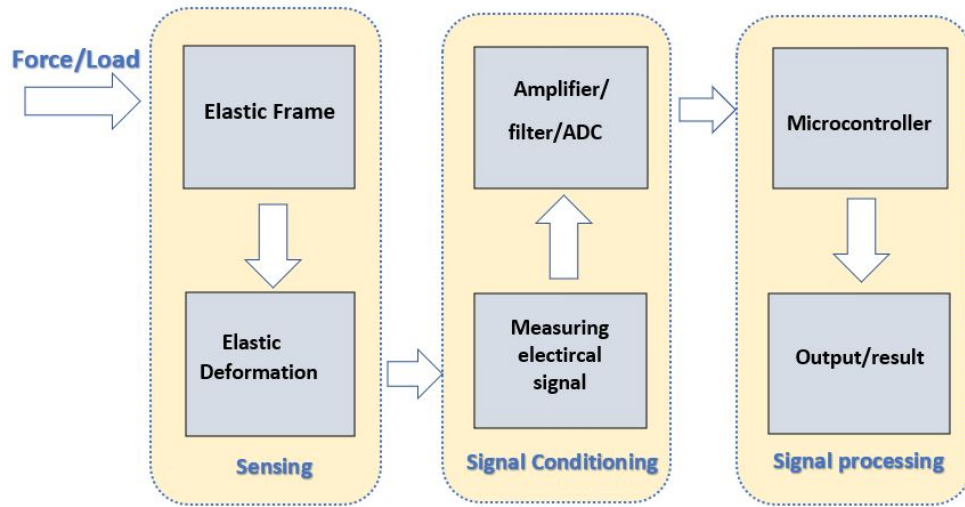 Force/Load
Elastic Frame
Elastic
Deformation
Sensing
Amplifier/
filter/ADC
Measuring
electircal
signal
Signal Conditioning
Microcontroller
Output/result
Signal processing